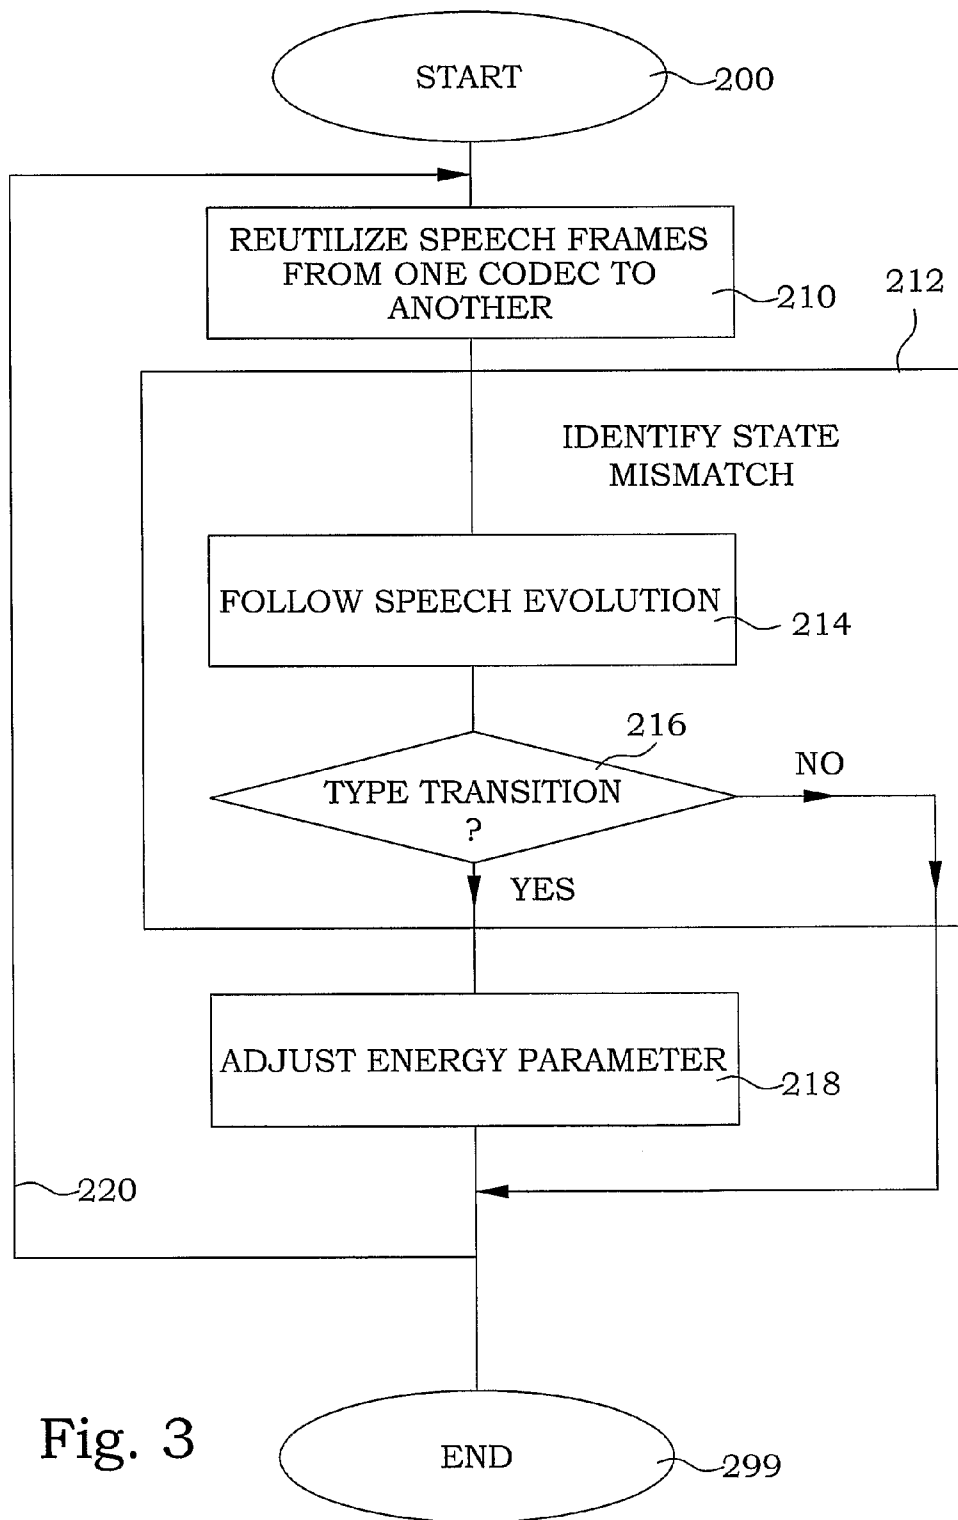 START
200
REUTILIZE SPEECH FRAMES
FROM ONE CODEC TO
ANOTHER
210
212
IDENTIFY STATE
MISMATCH
FOLLOW SPEECH EVOLUTION
214
216
TYPE TRANSITION
?
NO
YES
ADJUST ENERGY PARAMETER
218
220
Fig. 3
END
299